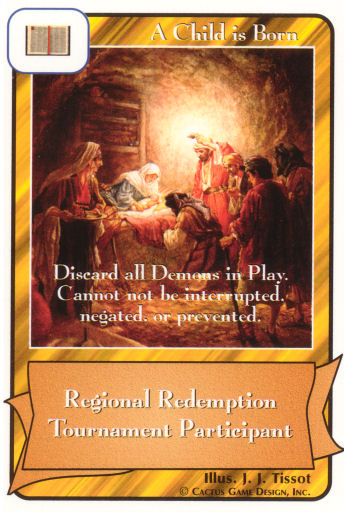 A Child is Born
Discard all Demons in Play.
Cannot not be interrupted,
negated, or prevented.
Regional Redemption
Tournament Participant
Illus. J. J. Tissot
© Cactus Game Design, Inc.